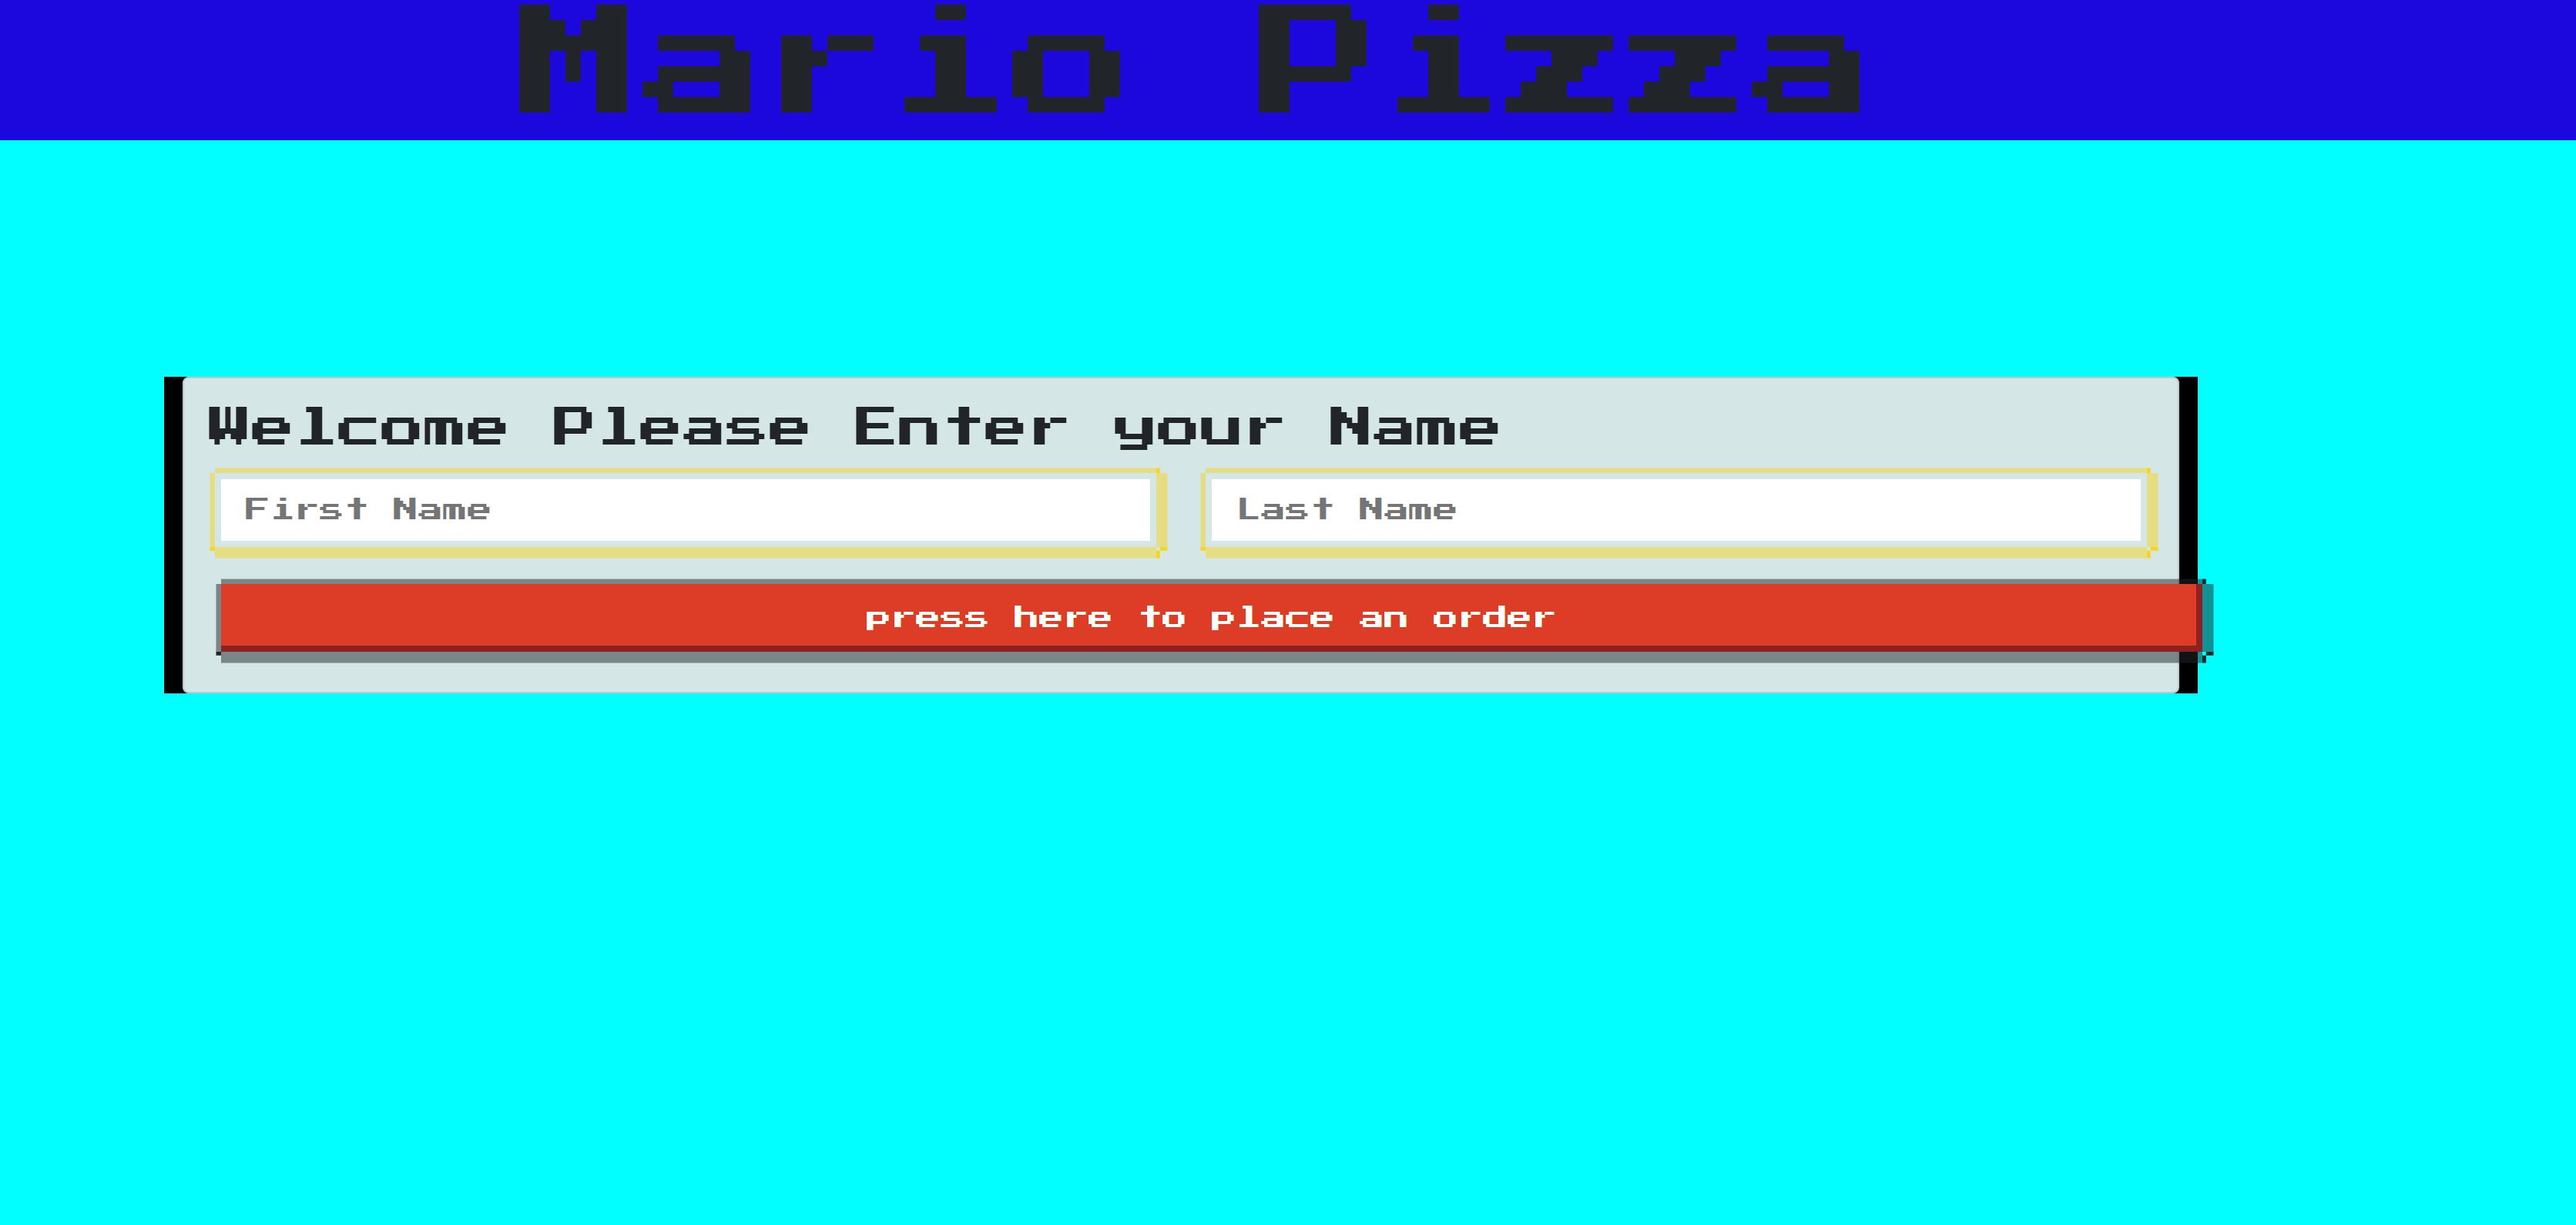 Mario Pizza
Welcome Please Enter your Name
First Name
Last Name
press here to place an order